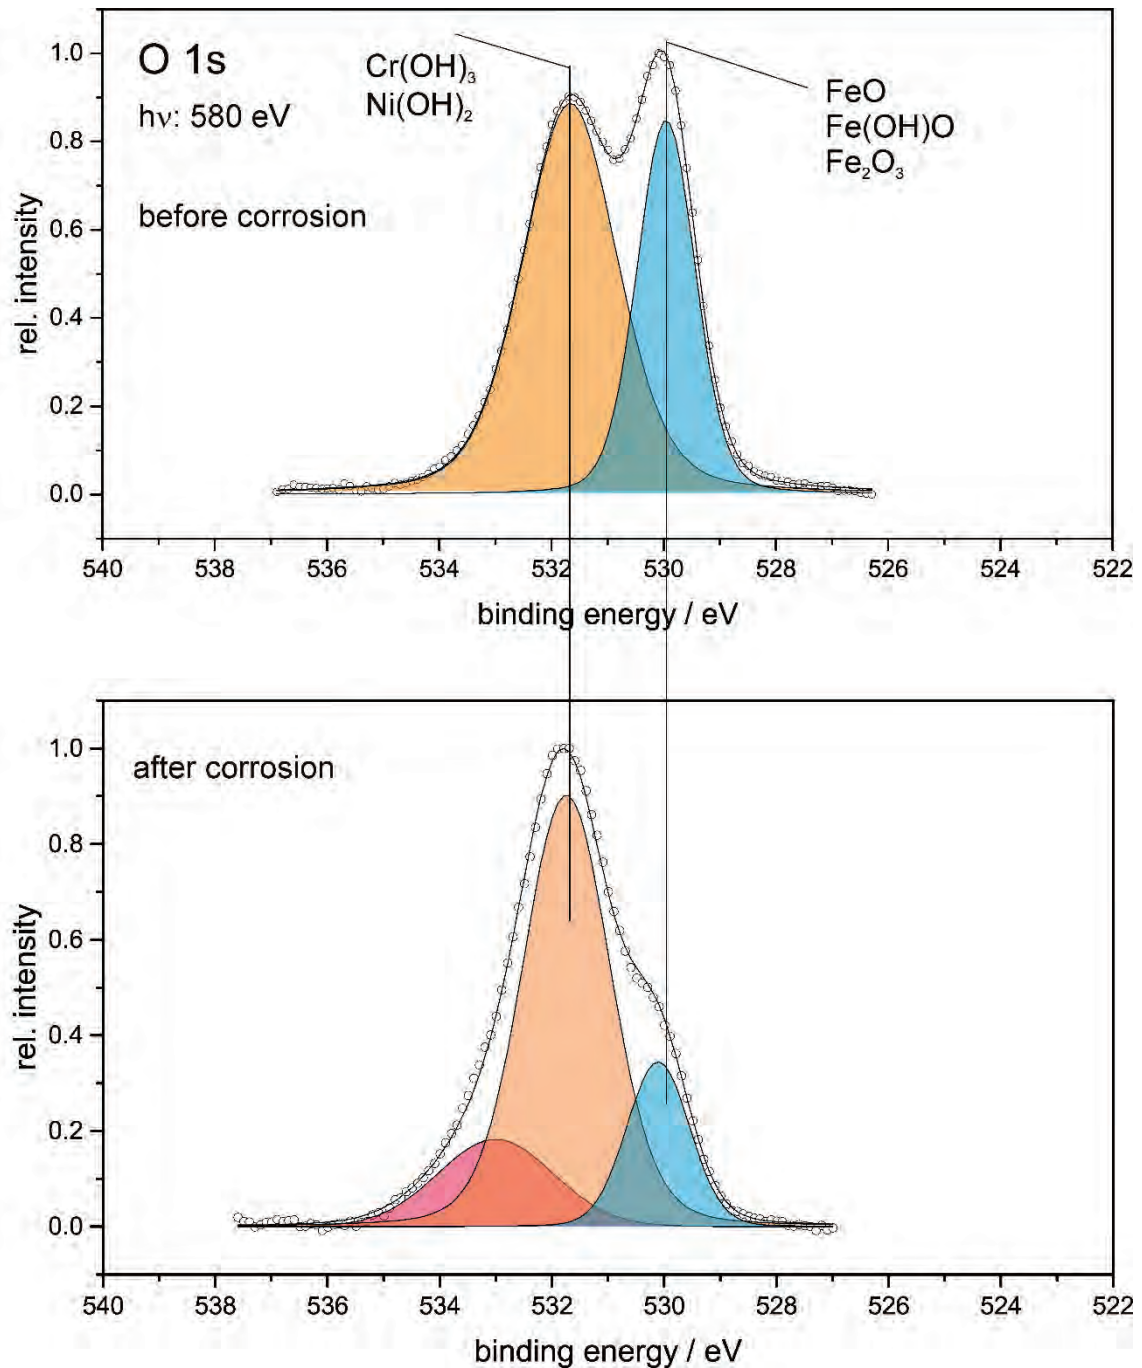 O 1s
hν: 580 eV
before corrosion
Cr(OH)₃
Ni(OH)₂
FeO
Fe(OH)O
Fe₂O₃
rel. intensity
1.0
0.8
0.6
0.4
0.2
0.0
540 538 536 534 532 530 528 526 524 522
binding energy / eV
after corrosion
rel. intensity
1.0
0.8
0.6
0.4
0.2
0.0
540 538 536 534 532 530 528 526 524 522
binding energy / eV